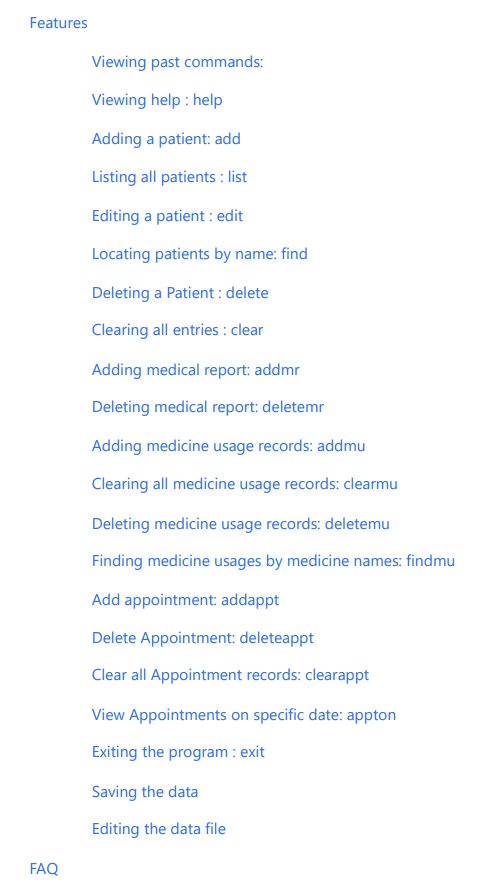 Features
Viewing past commands:
Viewing help : help
Adding a patient: add
Listing all patients : list
Editing a patient : edit
Locating patients by name: find
Deleting a Patient : delete
Clearing all entries : clear
Adding medical report: addmr
Deleting medical report: deletemr
Adding medicine usage records: addmu
Clearing all medicine usage records: clearmu
Deleting medicine usage records: deletemu
Finding medicine usages by medicine names: findmu
Add appointment: addappt
Delete Appointment: deleteappt
Clear all Appointment records: clearappt
View Appointments on specific date: appton
Exiting the program : exit
Saving the data
Editing the data file
FAQ